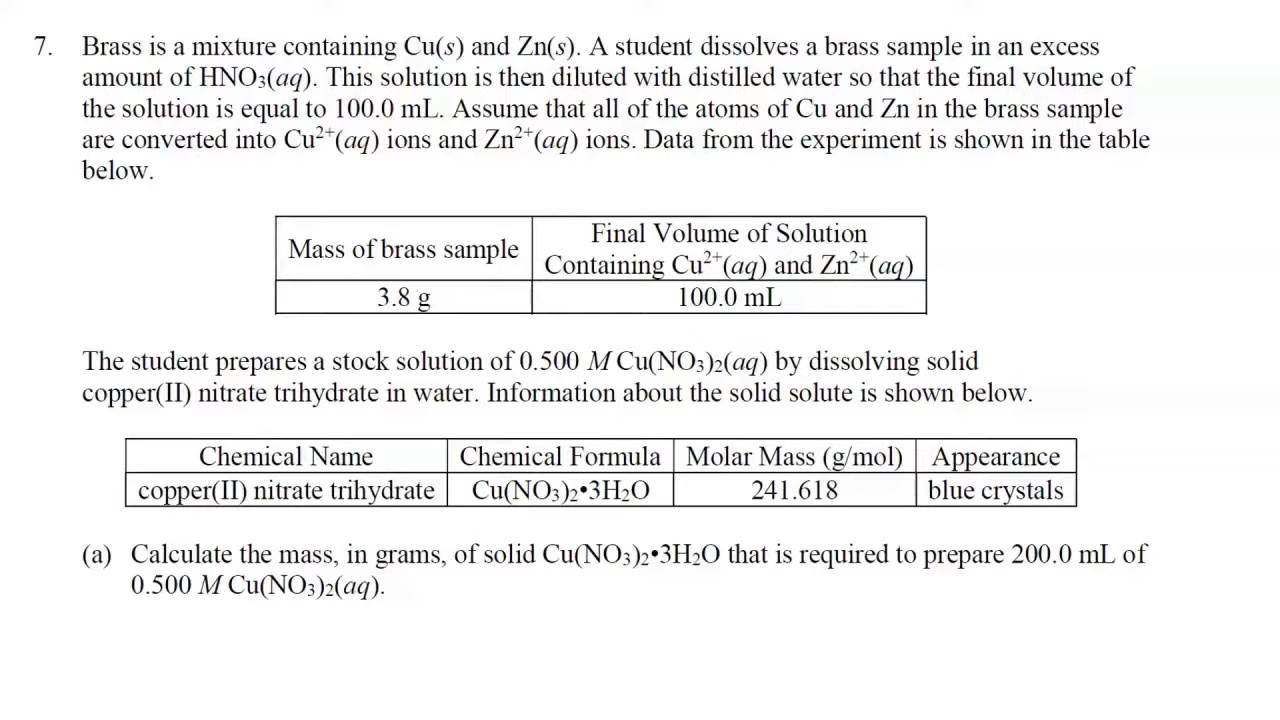 7. Brass is a mixture containing Cu(s) and Zn(s). A student dissolves a brass sample in an excess
amount of HNO₃(aq). This solution is then diluted with distilled water so that the final volume of
the solution is equal to 100.0 mL. Assume that all of the atoms of Cu and Zn in the brass sample
are converted into Cu²⁺(aq) ions and Zn²⁺(aq) ions. Data from the experiment is shown in the table
below.
Mass of brass sample
Final Volume of Solution
Containing Cu²⁺(aq) and Zn²⁺(aq)
3.8 g 100.0 mL
The student prepares a stock solution of 0.500 M Cu(NO₃)₂(aq) by dissolving solid
copper(II) nitrate trihydrate in water. Information about the solid solute is shown below.
Chemical Name Chemical Formula Molar Mass (g/mol) Appearance
copper(II) nitrate trihydrate Cu(NO₃)₂•3H₂O 241.618 blue crystals
(a) Calculate the mass, in grams, of solid Cu(NO₃)₂•3H₂O that is required to prepare 200.0 mL of
0.500 M Cu(NO₃)₂(aq).